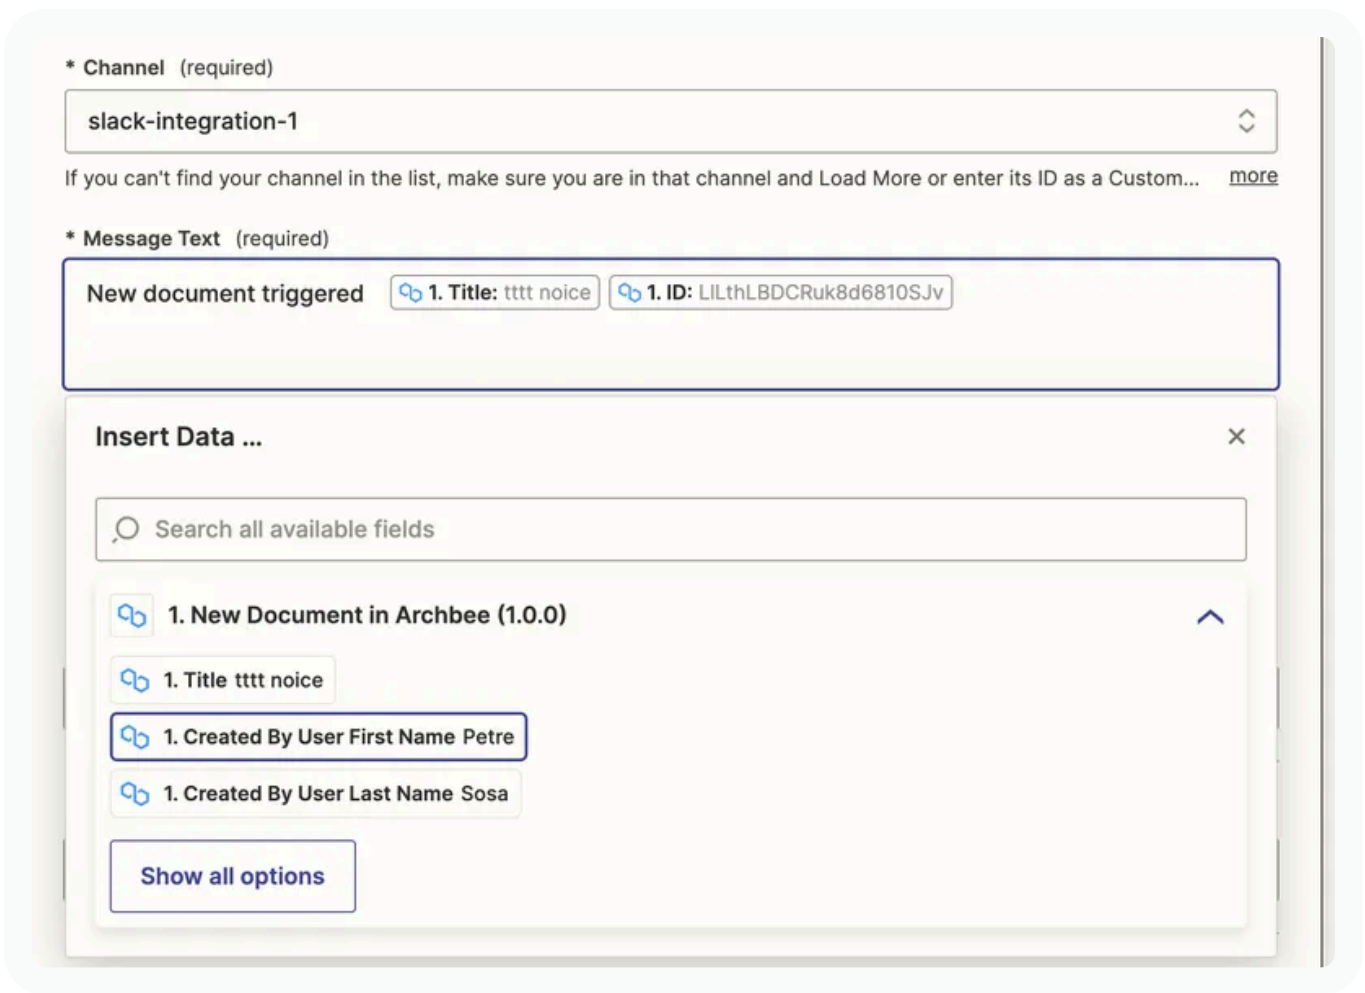 * Channel (required)
slack-integration-1
If you can't find your channel in the list, make sure you are in that channel and Load More or enter its ID as a Custom... more
* Message Text (required)
New document triggered 1. Title: tttt noice 1. ID: LlLthLBDCRuk8d6810SJv
Insert Data ...
Search all available fields
1. New Document in Archbee (1.0.0)
1. Title tttt noice
1. Created By User First Name Petre
1. Created By User Last Name Sosa
Show all options